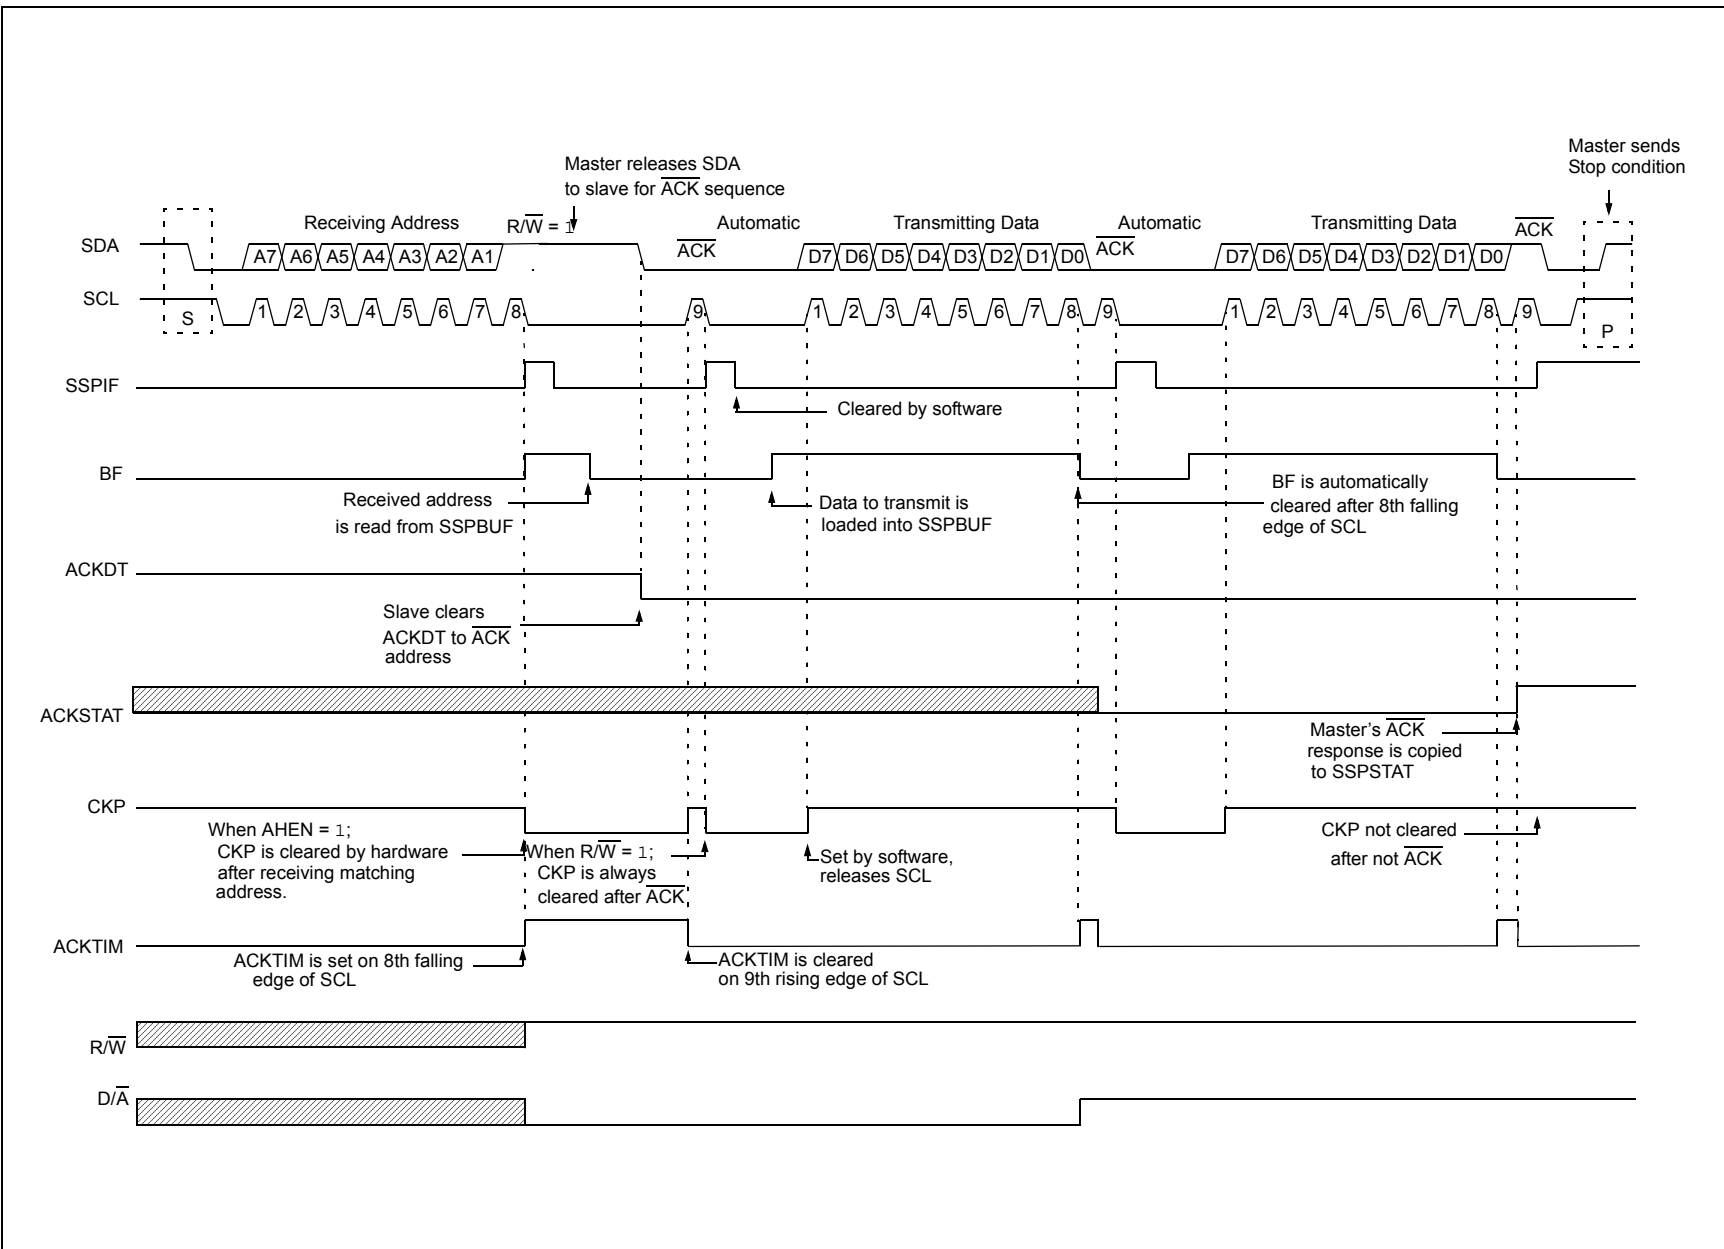 Master sends
Stop condition
Master releases SDA
to slave for ACK sequence
Receiving Address R/W = 1 Automatic Transmitting Data Automatic Transmitting Data ACK
SDA A7 A6 A5 A4 A3 A2 A1 ACK D7 D6 D5 D4 D3 D2 D1 D0 ACK D7 D6 D5 D4 D3 D2 D1 D0
SCL S 1 2 3 4 5 6 7 8 9 1 2 3 4 5 6 7 8 9 1 2 3 4 5 6 7 8 9 P
SSPIF
Cleared by software
BF
Received address
is read from SSPBUF
Data to transmit is
loaded into SSPBUF
BF is automatically
cleared after 8th falling
edge of SCL
ACKDT
Slave clears
ACKDT to ACK
address
ACKSTAT
Master's ACK
response is copied
to SSPSTAT
CKP
When AHEN = 1;
CKP is cleared by hardware
after receiving matching
address.
When R/W = 1;
CKP is always
cleared after ACK
Set by software,
releases SCL
CKP not cleared
after not ACK
ACKTIM
ACKTIM is set on 8th falling
edge of SCL
ACKTIM is cleared
on 9th rising edge of SCL
R/W
D/A